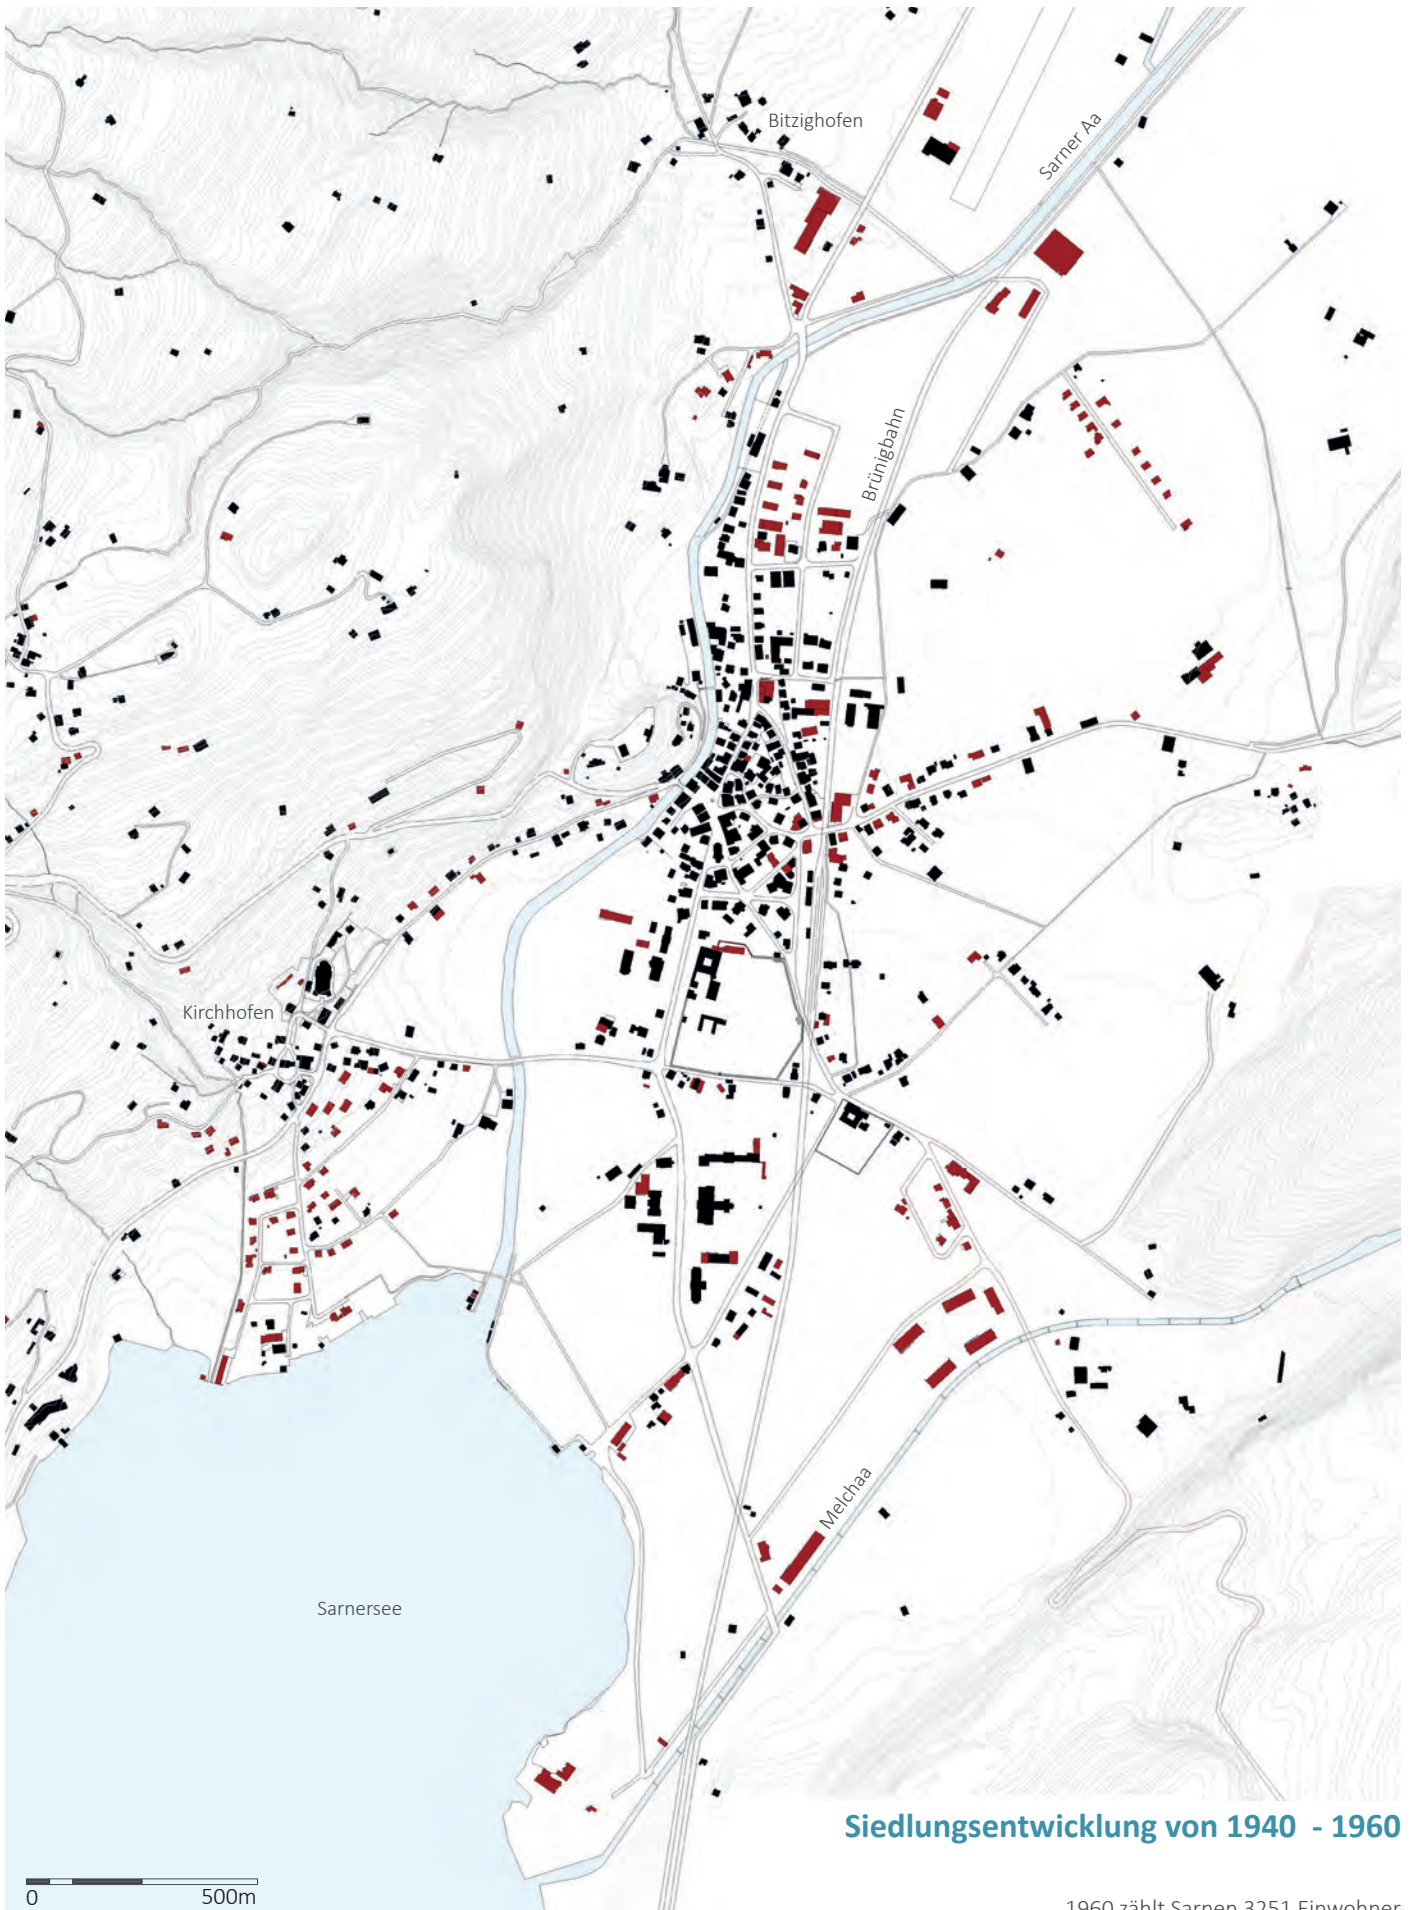 Bitzighofen
Sarner Aa
Brünigbahn
Kirchhofen
Melchaa
Sarnersee
Siedlungsentwicklung von 1940 - 1960
0 500m
1960 zählt Sarnen 3251 Einwohner